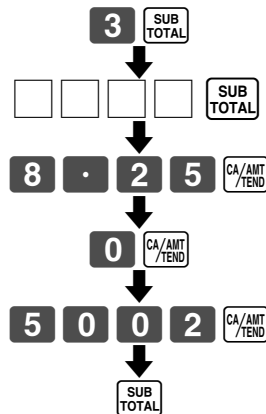 3 SUB TOTAL
SUB TOTAL
8 · 2 5 CA/AMT /TEND
0 CA/AMT /TEND
5 0 0 2 CA/AMT /TEND
SUB TOTAL